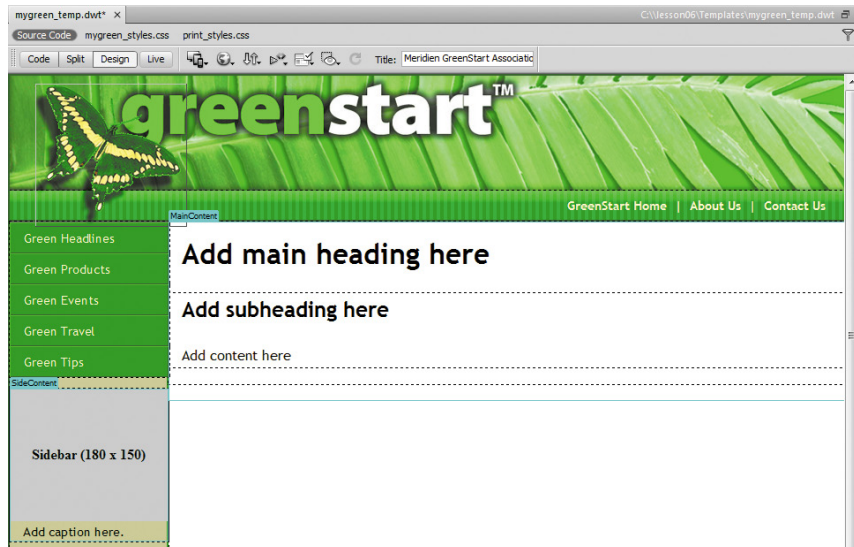 mygreen_temp.dwt* ×
C:\\lesson06\Templates\mygreen_temp.dwt
Source Code mygreen_styles.css print_styles.css
Code Split Design Live Title: Meridien GreenStart Associatio
greenstart™
GreenStart Home | About Us | Contact Us
MainContent
Green Headlines
Green Products
Green Events
Green Travel
Green Tips
Add main heading here
Add subheading here
Add content here
SideContent
Sidebar (180 x 150)
Add caption here.